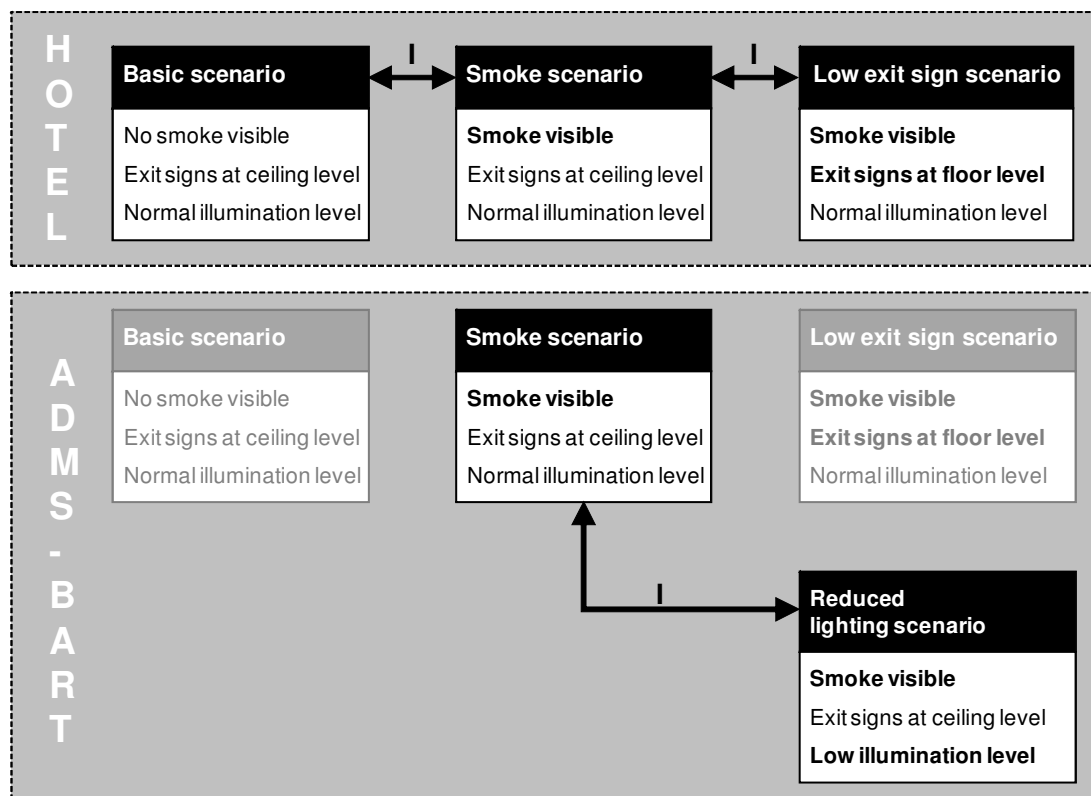 HOTEL
I
I
Basic scenario
No smoke visible
Exit signs at ceiling level
Normal illumination level
Smoke scenario
Smoke visible
Exit signs at ceiling level
Normal illumination level
Low exit sign scenario
Smoke visible
Exit signs at floor level
Normal illumination level
ADMS-BART
Basic scenario
No smoke visible
Exit signs at ceiling level
Normal illumination level
Smoke scenario
Smoke visible
Exit signs at ceiling level
Normal illumination level
Low exit sign scenario
Smoke visible
Exit signs at floor level
Normal illumination level
I
Reduced
lighting scenario
Smoke visible
Exit signs at ceiling level
Low illumination level